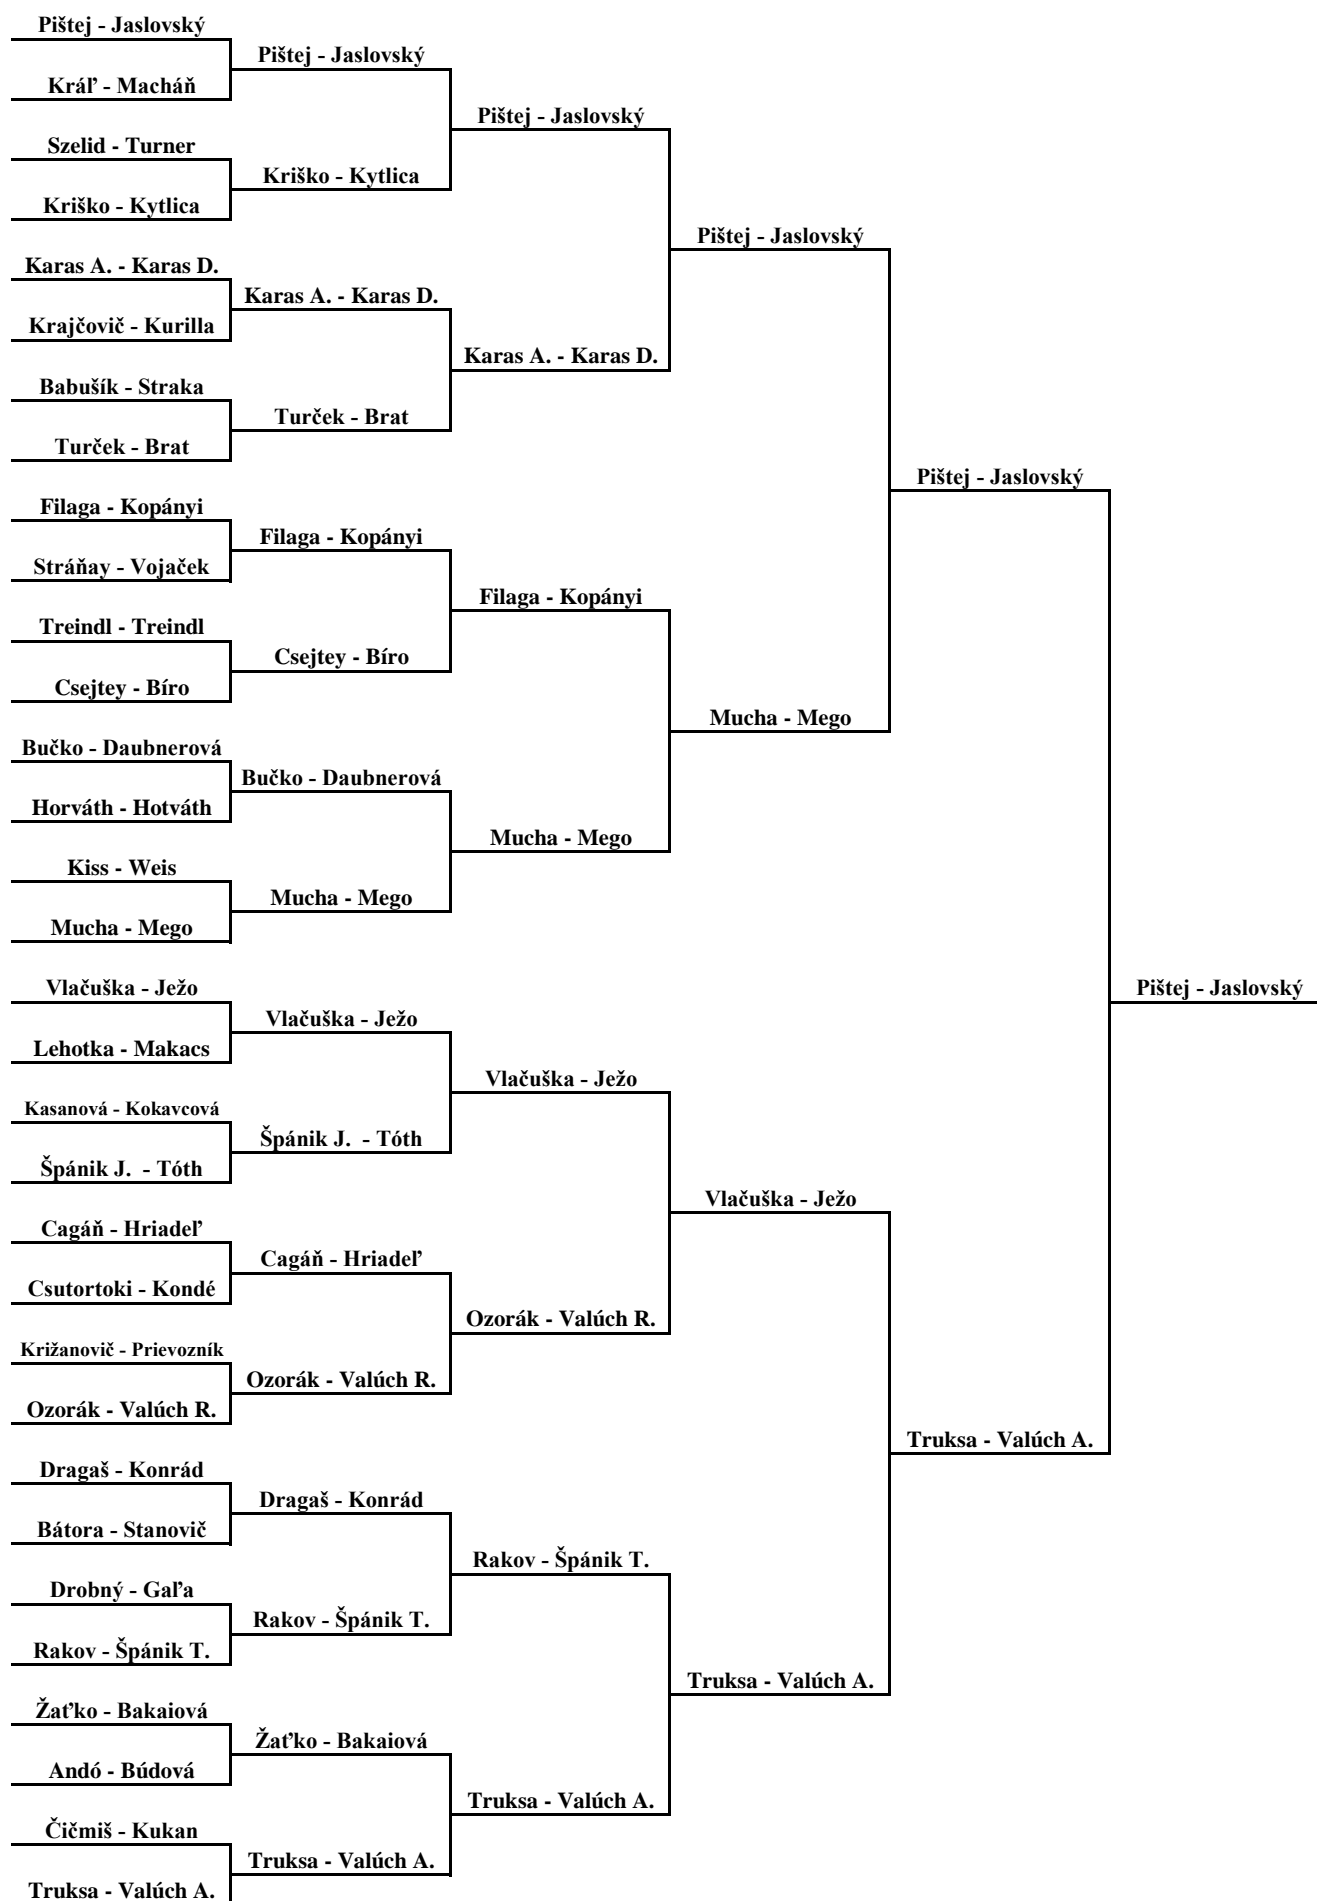 Pištej - Jaslovský
Pištej - Jaslovský
Kráľ - Macháň
Pištej - Jaslovský
Szelid - Turner
Kriško - Kytlica
Kriško - Kytlica
Pištej - Jaslovský
Karas A. - Karas D.
Karas A. - Karas D.
Krajčovič - Kurilla
Karas A. - Karas D.
Babušík - Straka
Turček - Brat
Turček - Brat
Pištej - Jaslovský
Filaga - Kopányi
Filaga - Kopányi
Stráňay - Vojaček
Filaga - Kopányi
Treindl - Treindl
Csejtey - Bíro
Csejtey - Bíro
Mucha - Mego
Bučko - Daubnerová
Bučko - Daubnerová
Horváth - Hotváth
Mucha - Mego
Kiss - Weis
Mucha - Mego
Mucha - Mego
Vlačuška - Ježo
Pištej - Jaslovský
Vlačuška - Ježo
Lehotka - Makacs
Vlačuška - Ježo
Kasanová - Kokavcová
Špánik J.  - Tóth
Špánik J.  - Tóth
Vlačuška - Ježo
Cagáň - Hriadeľ
Cagáň - Hriadeľ
Csutortoki - Kondé
Ozorák - Valúch R.
Križanovič - Prievozník
Ozorák - Valúch R.
Ozorák - Valúch R.
Truksa - Valúch A.
Dragaš - Konrád
Dragaš - Konrád
Bátora - Stanovič
Rakov - Špánik T.
Drobný - Gaľa
Rakov - Špánik T.
Rakov - Špánik T.
Truksa - Valúch A.
Žaťko - Bakaiová
Žaťko - Bakaiová
Andó - Búdová
Truksa - Valúch A.
Čičmiš - Kukan
Truksa - Valúch A.
Truksa - Valúch A.